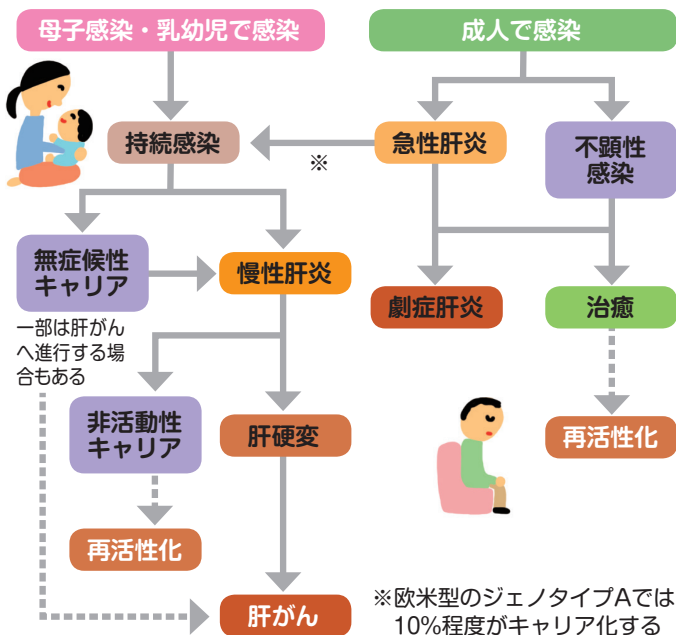 母子感染・乳幼児で感染
成人で感染
持続感染
※
急性肝炎
不顕性
感染
無症候性
キャリア
慢性肝炎
劇症肝炎
治癒
一部は肝がん
へ進行する場
合もある
非活動性
キャリア
肝硬変
再活性化
再活性化
肝がん
※欧米型のジェノタイプAでは
10%程度がキャリア化する